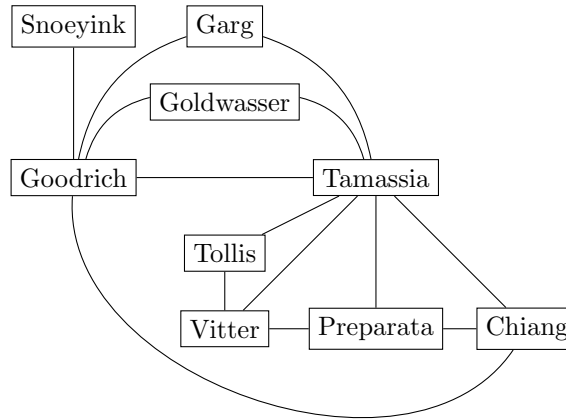 Snoeyink
Garg
Goldwasser
Goodrich
Tamassia
Tollis
Vitter
Preparata
Chiang